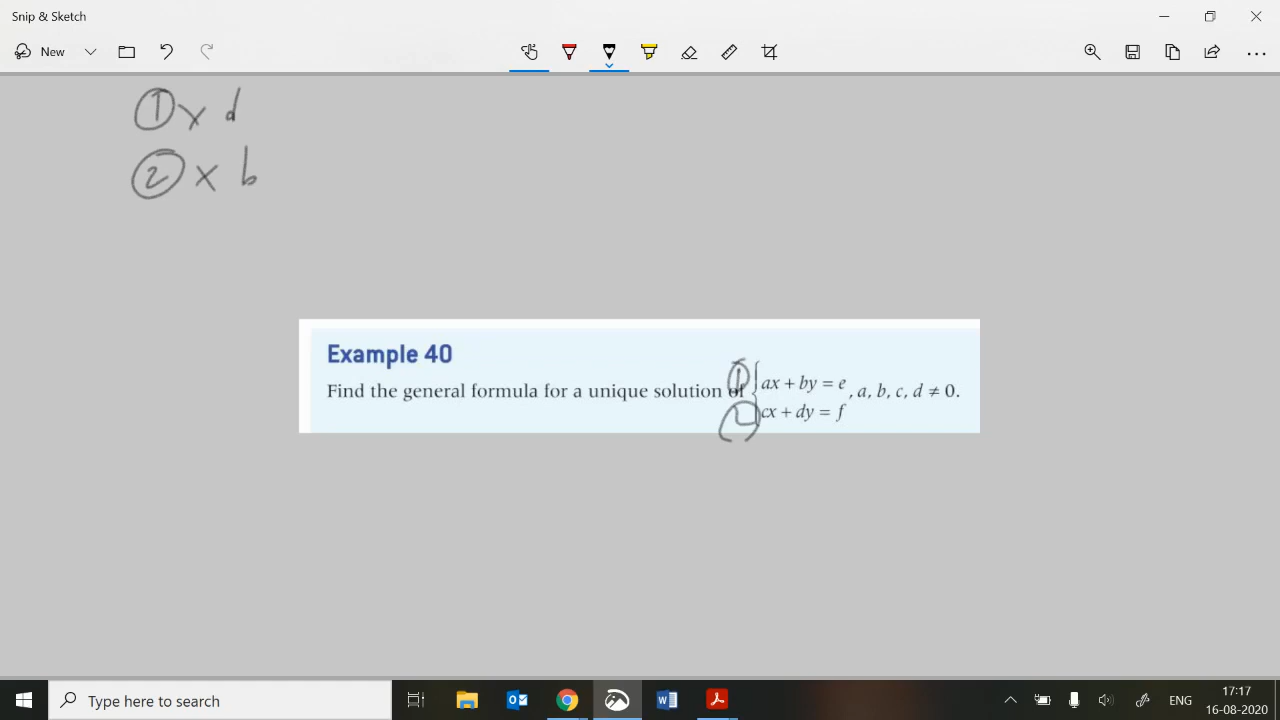 Snip & Sketch
New
① x d
② x b
Example 40
Find the general formula for a unique solution of ① { ax + by = e , a, b, c, d ≠ 0.
② cx + dy = f
Type here to search
ENG
17:17
16-08-2020